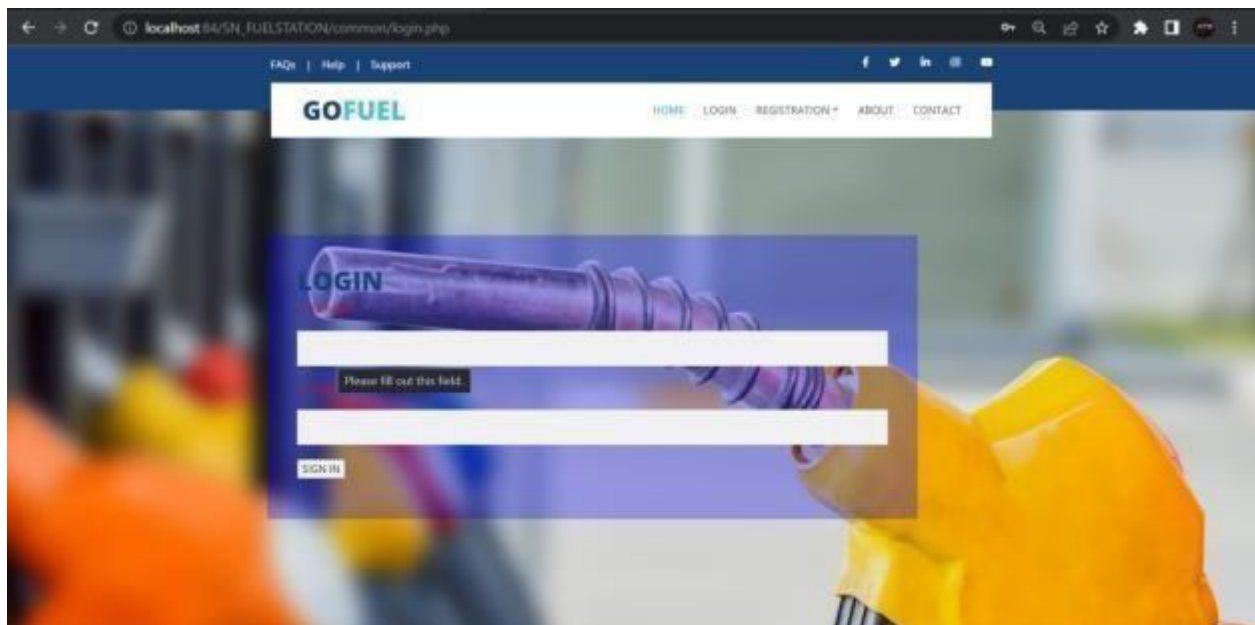 localhost:84/SN_FUELSTATION/common/login.php
FAQs | Help | Support
GOFUEL HOME LOGIN REGISTRATION ABOUT CONTACT
LOGIN
Please fill out this field.
SIGN IN